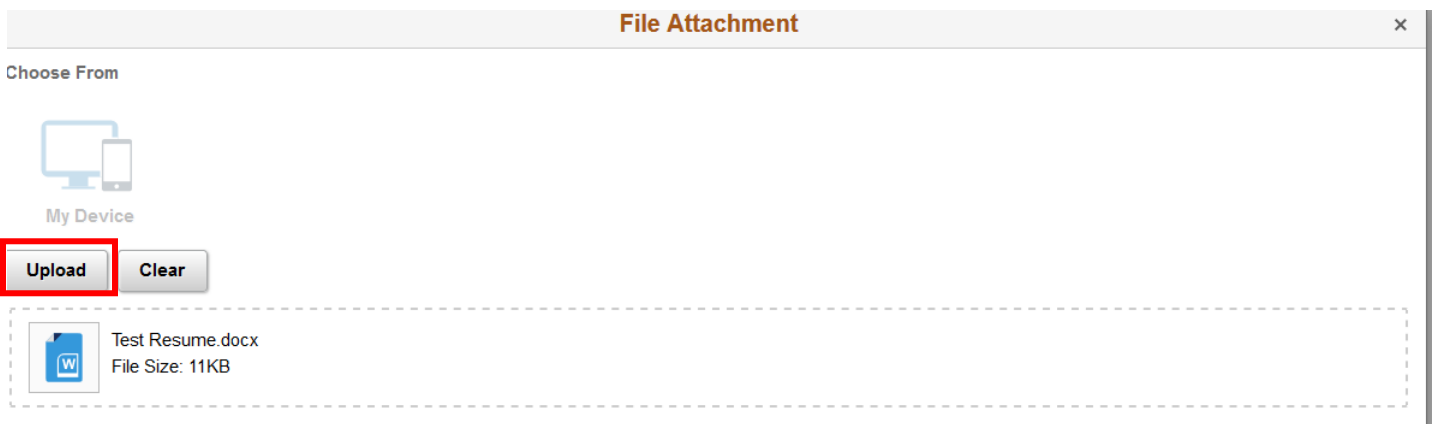 File Attachment
×
Choose From
My Device
Upload Clear
W
Test Resume.docx
File Size: 11KB